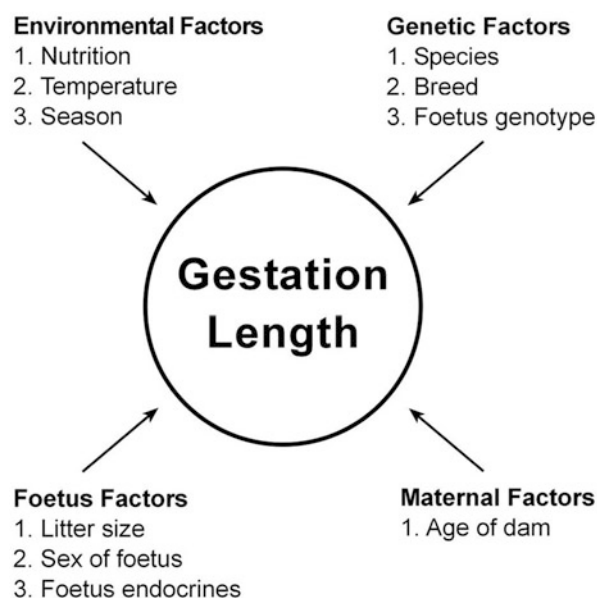 Environmental Factors
1. Nutrition
2. Temperature
3. Season
Genetic Factors
1. Species
2. Breed
3. Foetus genotype
Gestation
Length
Foetus Factors
1. Litter size
2. Sex of foetus
3. Foetus endocrines
Maternal Factors
1. Age of dam